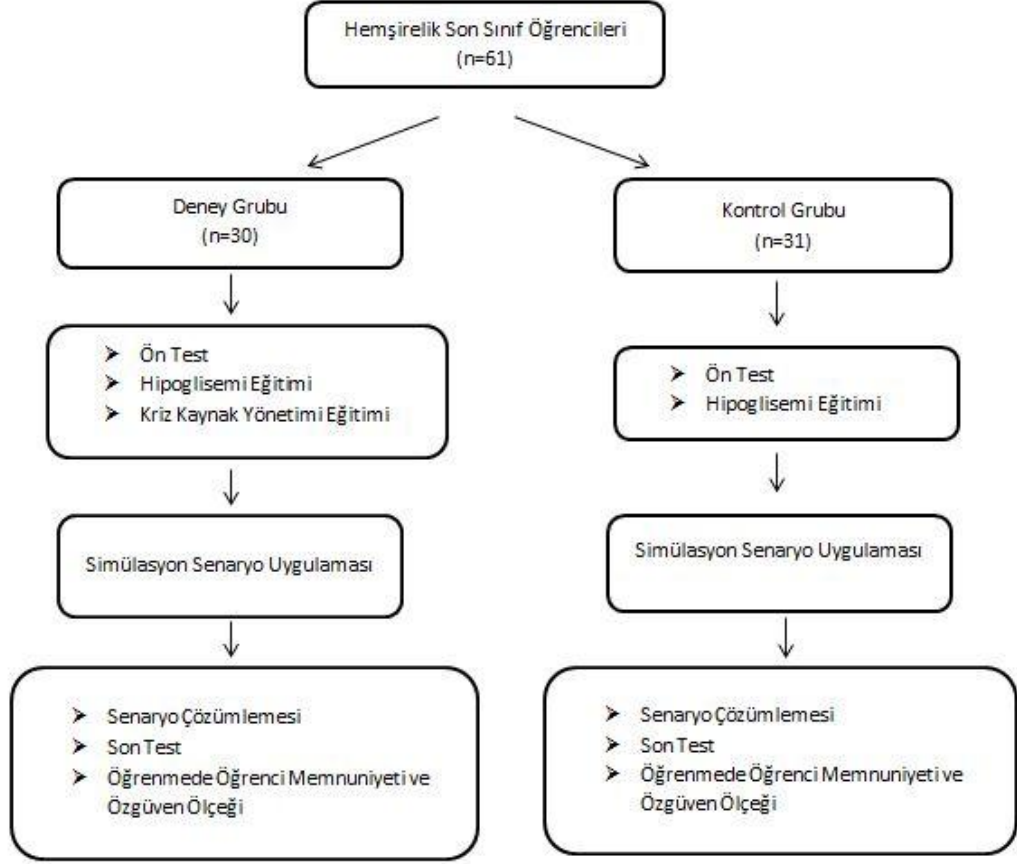 Hemşirelik Son Sınıf Öğrencileri
(n=61)
Deney Grubu
(n=30)
Kontrol Grubu
(n=31)
➤ Ön Test
➤ Hipoglisemi Eğitimi
➤ Kriz Kaynak Yönetimi Eğitimi
➤ Ön Test
➤ Hipoglisemi Eğitimi
Simülasyon Senaryo Uygulaması
Simülasyon Senaryo Uygulaması
➤ Senaryo Çözümlemesi
➤ Son Test
➤ Öğrenmede Öğrenci Memnuniyeti ve
Özgüven Ölçeği
➤ Senaryo Çözümlemesi
➤ Son Test
➤ Öğrenmede Öğrenci Memnuniyeti ve
Özgüven Ölçeği